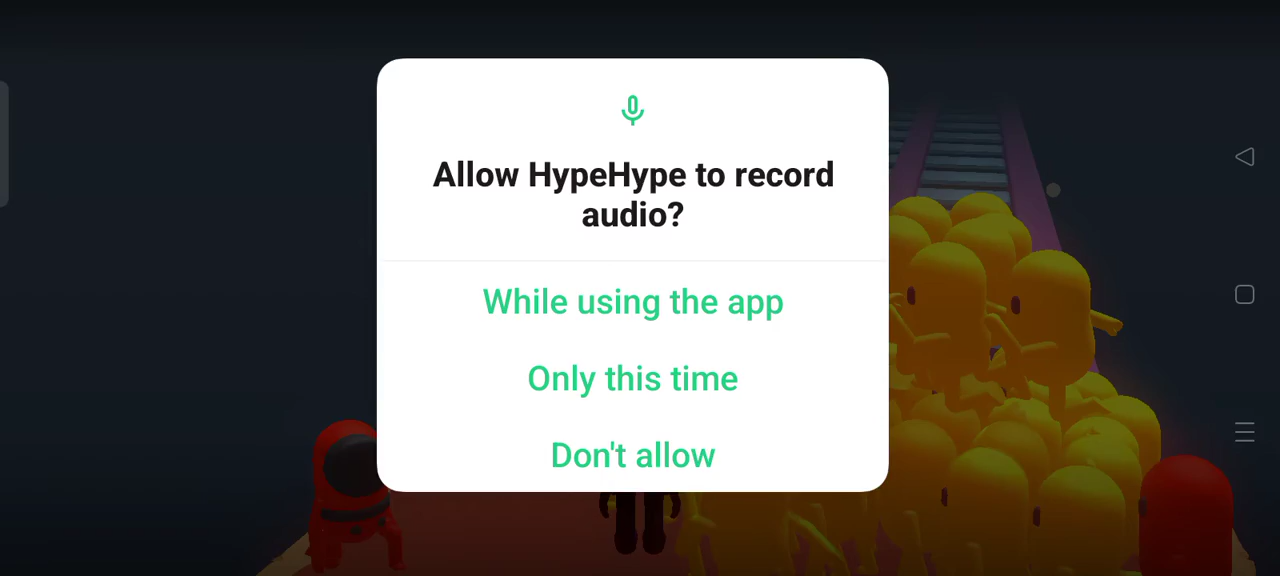 Allow HypeHype to record
audio?
While using the app
Only this time
Don't allow